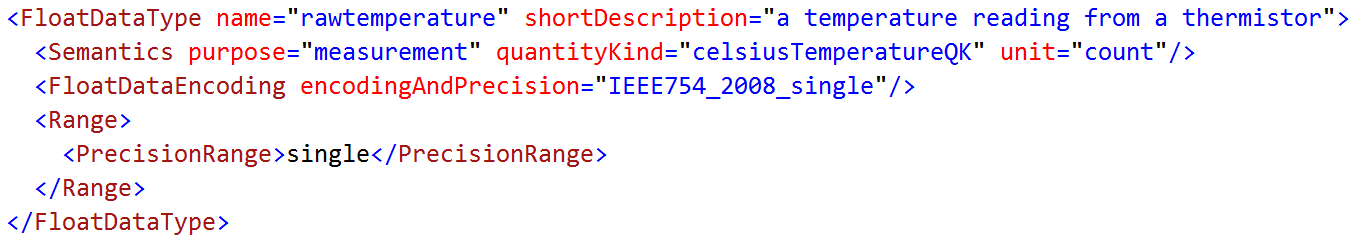 <FloatDataType name="rawtemperature" shortDescription="a temperature reading from a thermistor">
  <Semantics purpose="measurement" quantityKind="celsiusTemperatureQK" unit="count"/>
  <FloatDataEncoding encodingAndPrecision="IEEE754_2008_single"/>
  <Range>
    <PrecisionRange>single</PrecisionRange>
  </Range>
</FloatDataType>